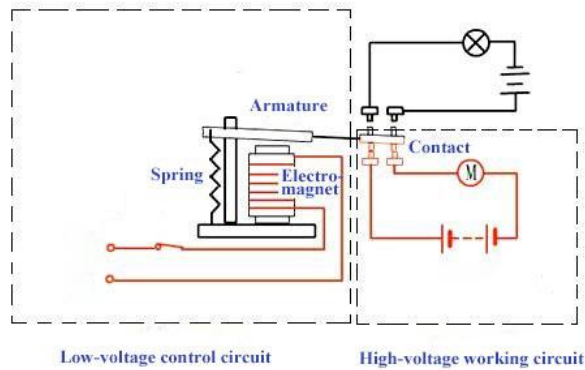 Armature
Contact
Spring
Electro-
magnet
M
Low-voltage control circuit
High-voltage working circuit